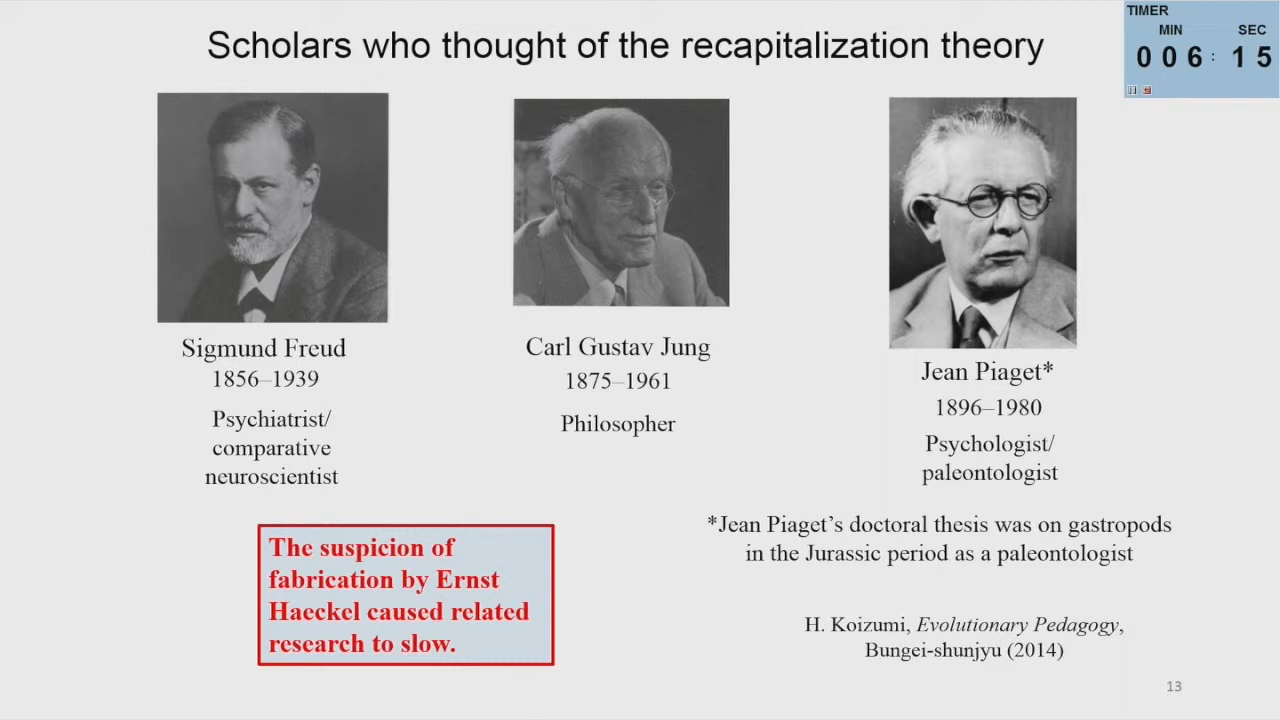 Scholars who thought of the recapitalization theory
TIMER
MIN SEC
0 0 6 : 1 5
Sigmund Freud
1856–1939
Psychiatrist/
comparative
neuroscientist
Carl Gustav Jung
1875–1961
Philosopher
Jean Piaget*
1896–1980
Psychologist/
paleontologist
The suspicion of
fabrication by Ernst
Haeckel caused related
research to slow.
*Jean Piaget’s doctoral thesis was on gastropods
in the Jurassic period as a paleontologist
H. Koizumi, Evolutionary Pedagogy,
Bungei-shunjyu (2014)
13